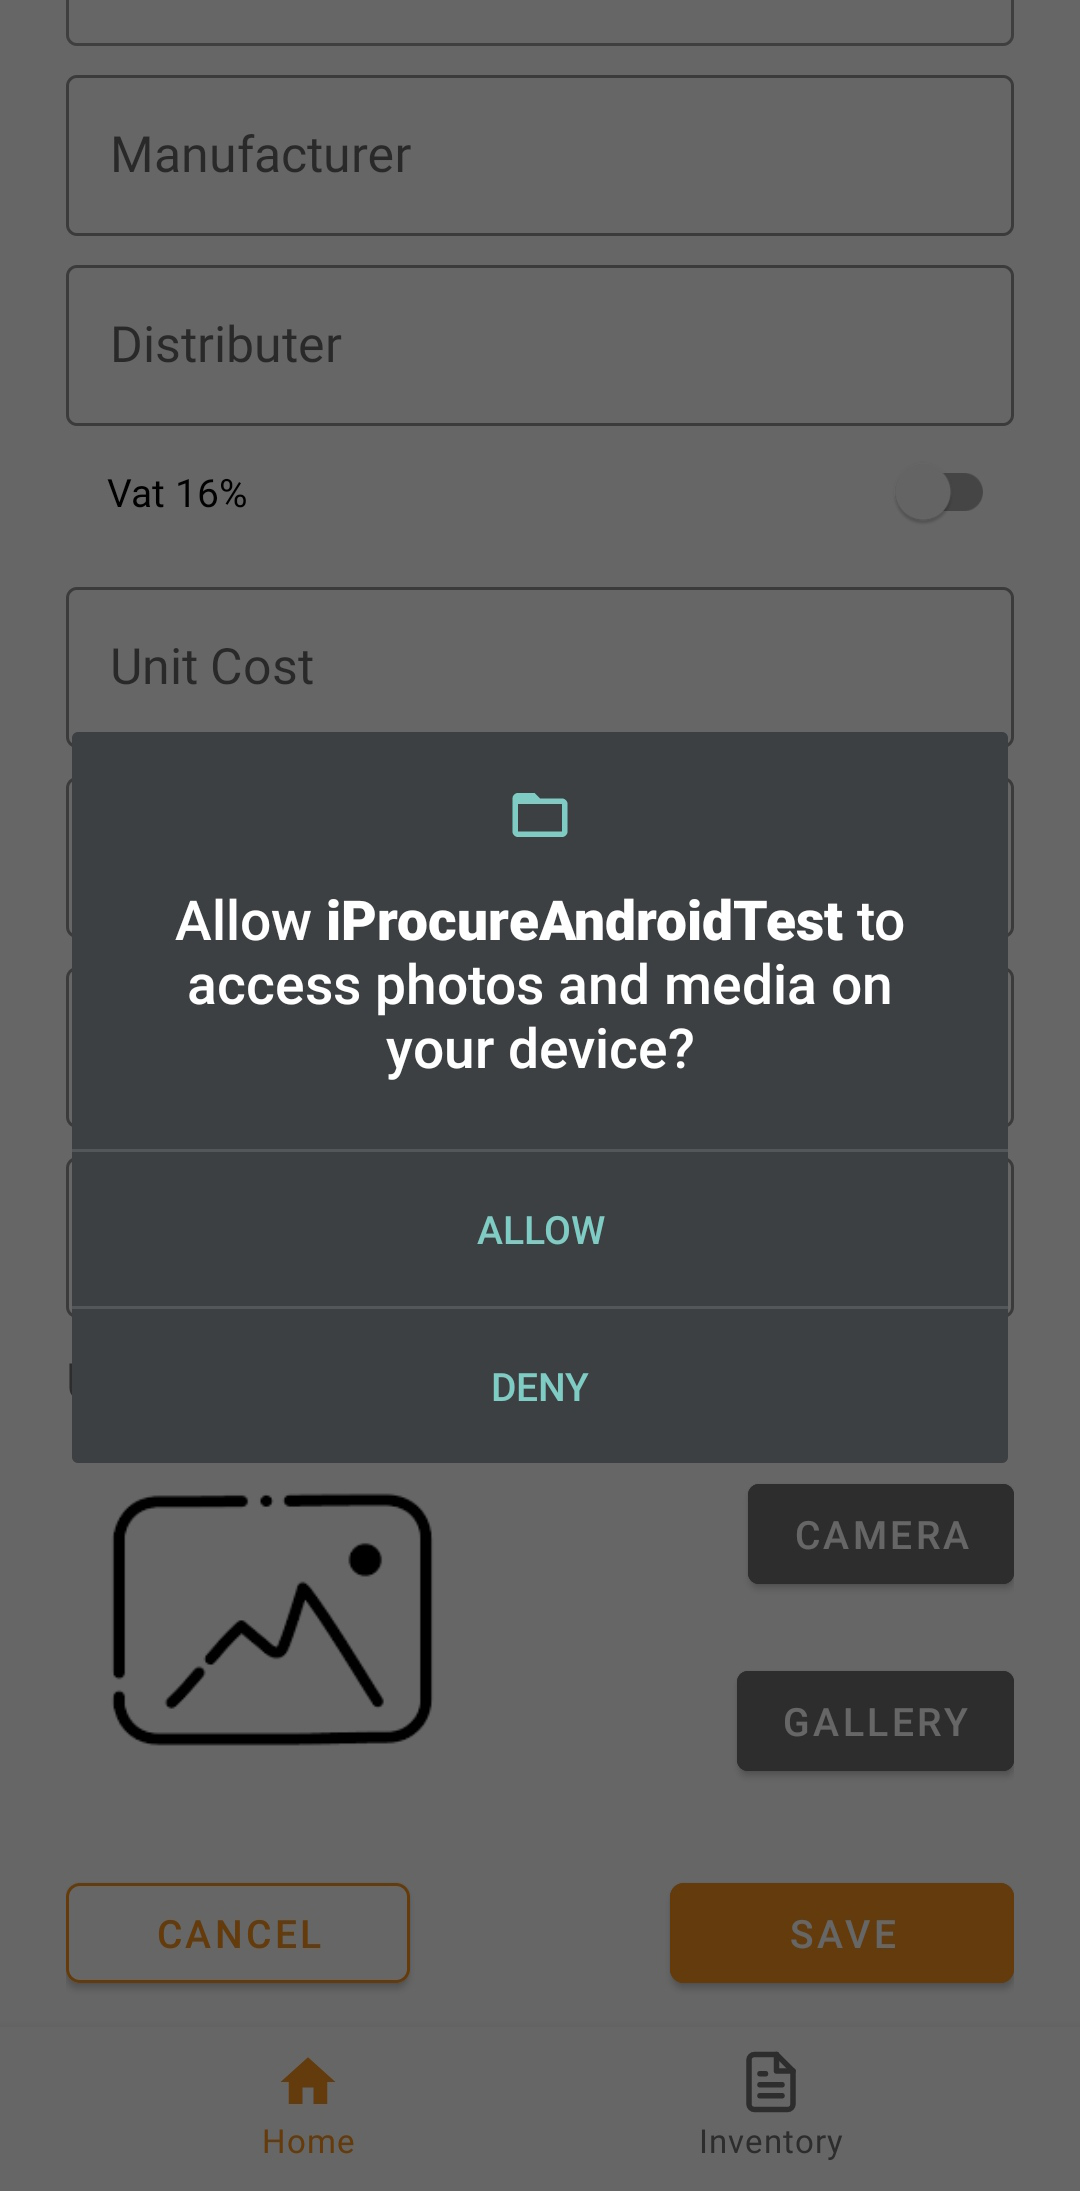 Manufacturer
Distributer
Vat 16%
Unit Cost
Allow iProcureAndroidTest to
access photos and media on
your device?
ALLOW
DENY
CAMERA
GALLERY
CANCEL
SAVE
Home
Inventory